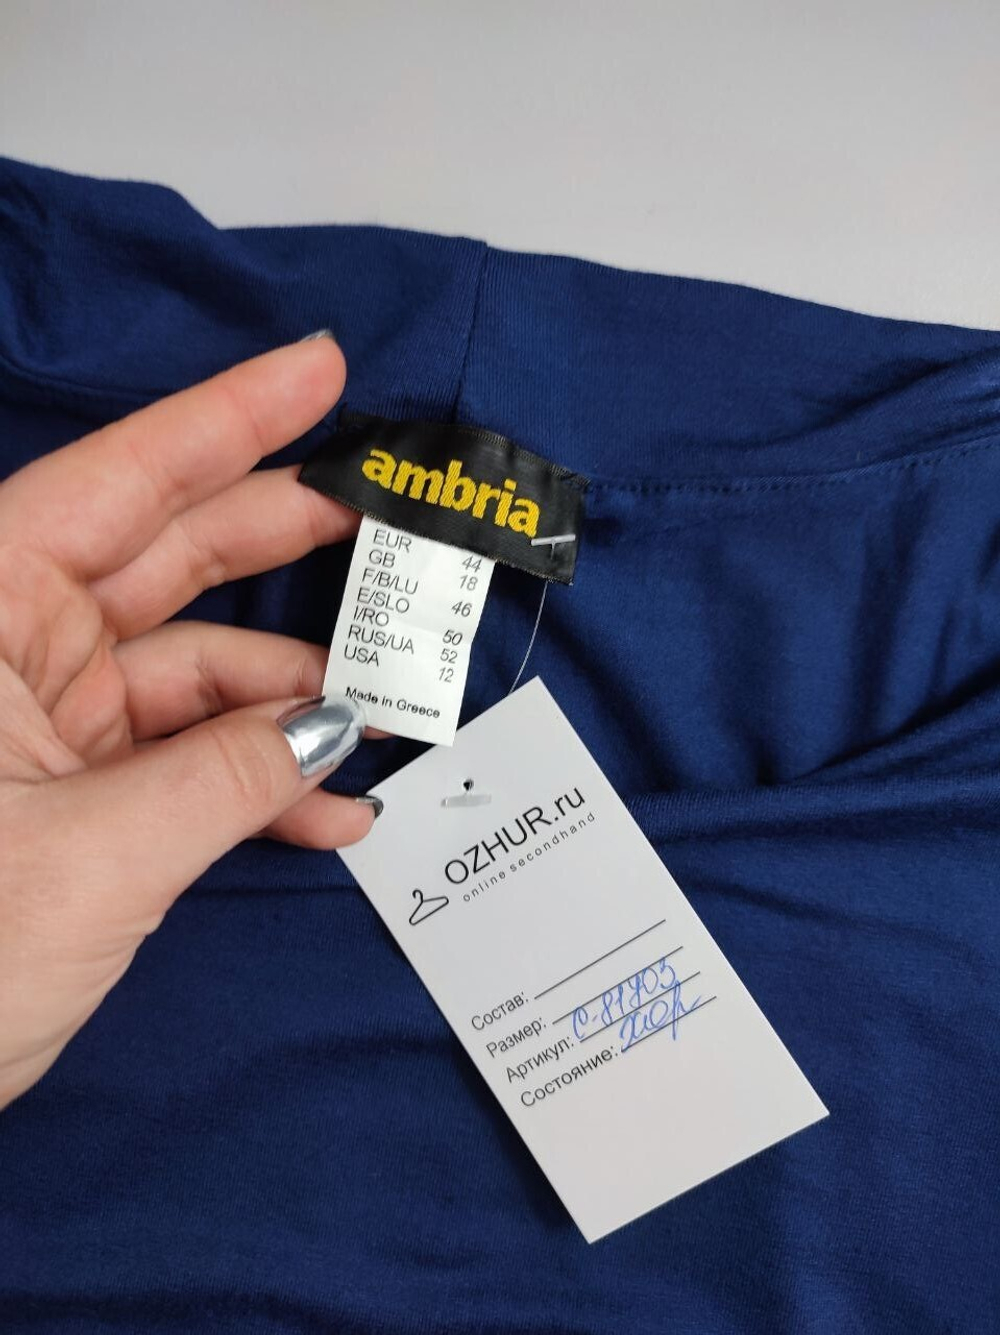 ambria
EUR 44
GB 18
F/B/LU
E/SLO 46
I/RO 50
RUS/UA 52
USA 12
Made in Greece
OZHUR.ru
online secondhand
Состав:
Размер:
Артикул:
Состояние: хор